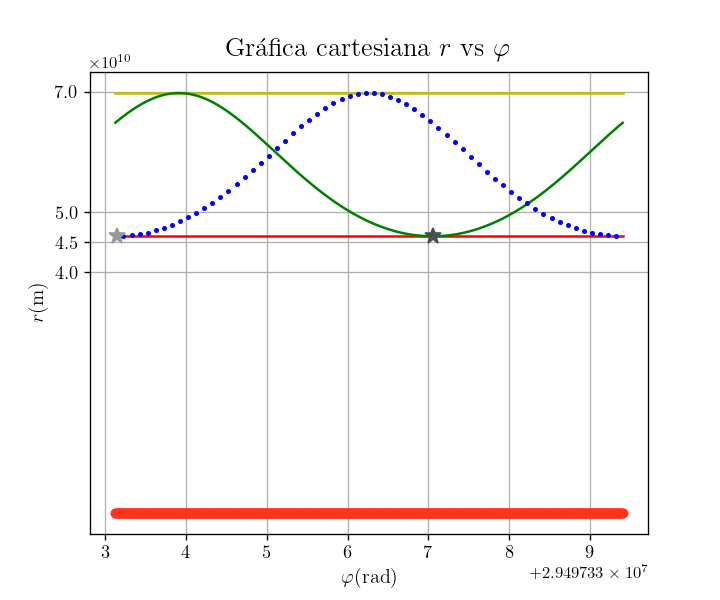 Gráfica cartesiana r vs φ
×10¹⁰
7.0
5.0
4.5
4.0
r(m)
3 4 5 6 7 8 9
+2.949733 × 10⁷
φ(rad)